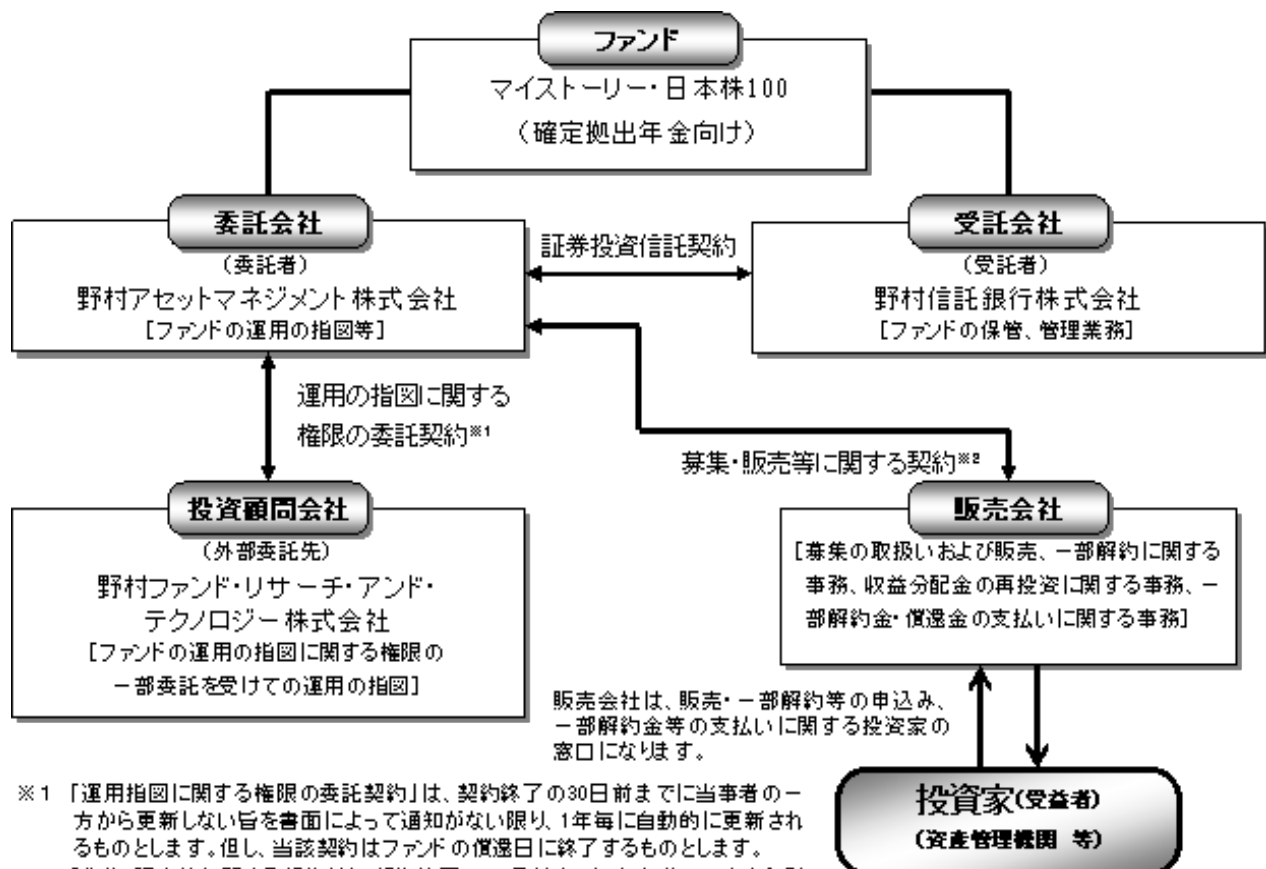 ファンド
マイストーリー・日本株100
(確定拠出年金向け)
委託会社
(委託者)
野村アセットマネジメント株式会社
[ファンドの運用の指図等]
証券投資信託契約
受託会社
(受託者)
野村信託銀行株式会社
[ファンドの保管、管理業務]
運用の指図に関する
権限の委託契約※1
募集・販売等に関する契約※2
投資顧問会社
(外部委託先)
野村ファンド・リサーチ・アンド・
テクノロジー株式会社
[ファンドの運用の指図に関する権限の
一部委託を受けての運用の指図]
販売会社
[募集の取扱いおよび販売、一部解約に関する
事務、収益分配金の再投資に関する事務、一
部解約金・償還金の支払いに関する事務]
販売会社は、販売・一部解約等の申込み、
一部解約金等の支払いに関する投資家の
窓口になります。
投資家(受益者)
(資産管理機関 等)
※1 「運用指図に関する権限の委託契約」は、契約終了の30日前までに当事者の一
方から更新しない旨を書面によって通知がない限り、1年毎に自動的に更新され
るものとします。但し、当該契約はファンドの償還日に終了するものとします。